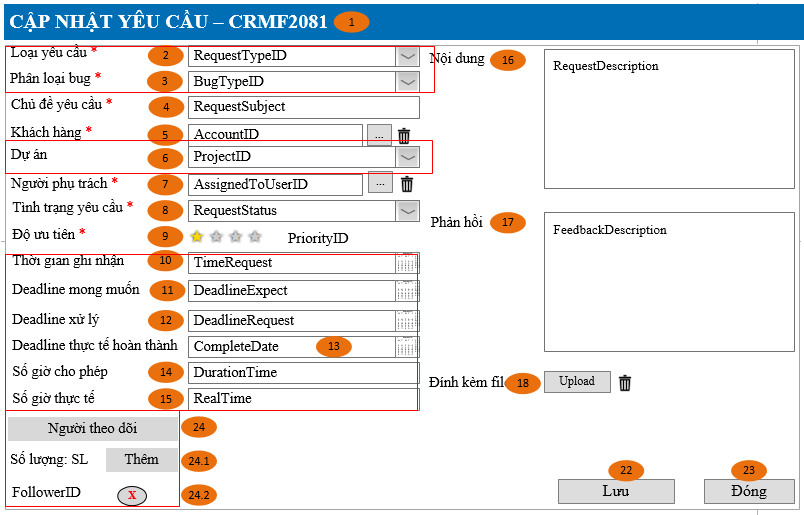 CẬP NHẬT YÊU CẦU – CRMF2081 1
Loại yêu cầu * 2 RequestTypeID
Phân loại bug * 3 BugTypeID
Chủ đề yêu cầu * 4 RequestSubject
Khách hàng * 5 AccountID ...
Dự án 6 ProjectID
Người phụ trách * 7 AssignedToUserID ...
Tình trạng yêu cầu * 8 RequestStatus
Độ ưu tiên * 9 PriorityID
Thời gian ghi nhận 10 TimeRequest
Deadline mong muốn 11 DeadlineExpect
Deadline xử lý 12 DeadlineRequest
Deadline thực tế hoàn thành CompleteDate 13
Số giờ cho phép 14 DurationTime
Số giờ thực tế 15 RealTime
Người theo dõi 24
Số lượng: SL Thêm 24.1
FollowerID X 24.2
Nội dung 16 RequestDescription
Phản hồi 17 FeedbackDescription
Đính kèm fil 18 Upload
22 23
Lưu Đóng